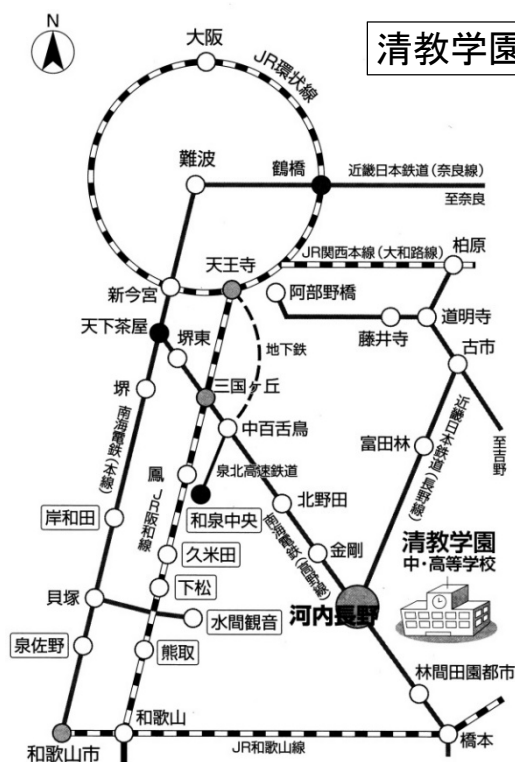 N
清教学園
大阪
JR環状線
難波
鶴橋
近畿日本鉄道(奈良線)
至奈良
JR関西本線(大和路線)
柏原
天王寺
新今宮
阿部野橋
天下茶屋
堺東
地下鉄
藤井寺
道明寺
古市
堺
三国ヶ丘
中百舌鳥
南海電鉄(本線)
富田林
近畿日本鉄道(長野線)
至吉野
鳳
泉北高速鉄道
JR阪和線
和泉中央
北野田
岸和田
南海電鉄(高野線)
久米田
金剛
清教学園
中・高等学校
下松
河内長野
貝塚
水間観音
泉佐野
熊取
林間田園都市
和歌山
和歌山市
JR和歌山線
橋本